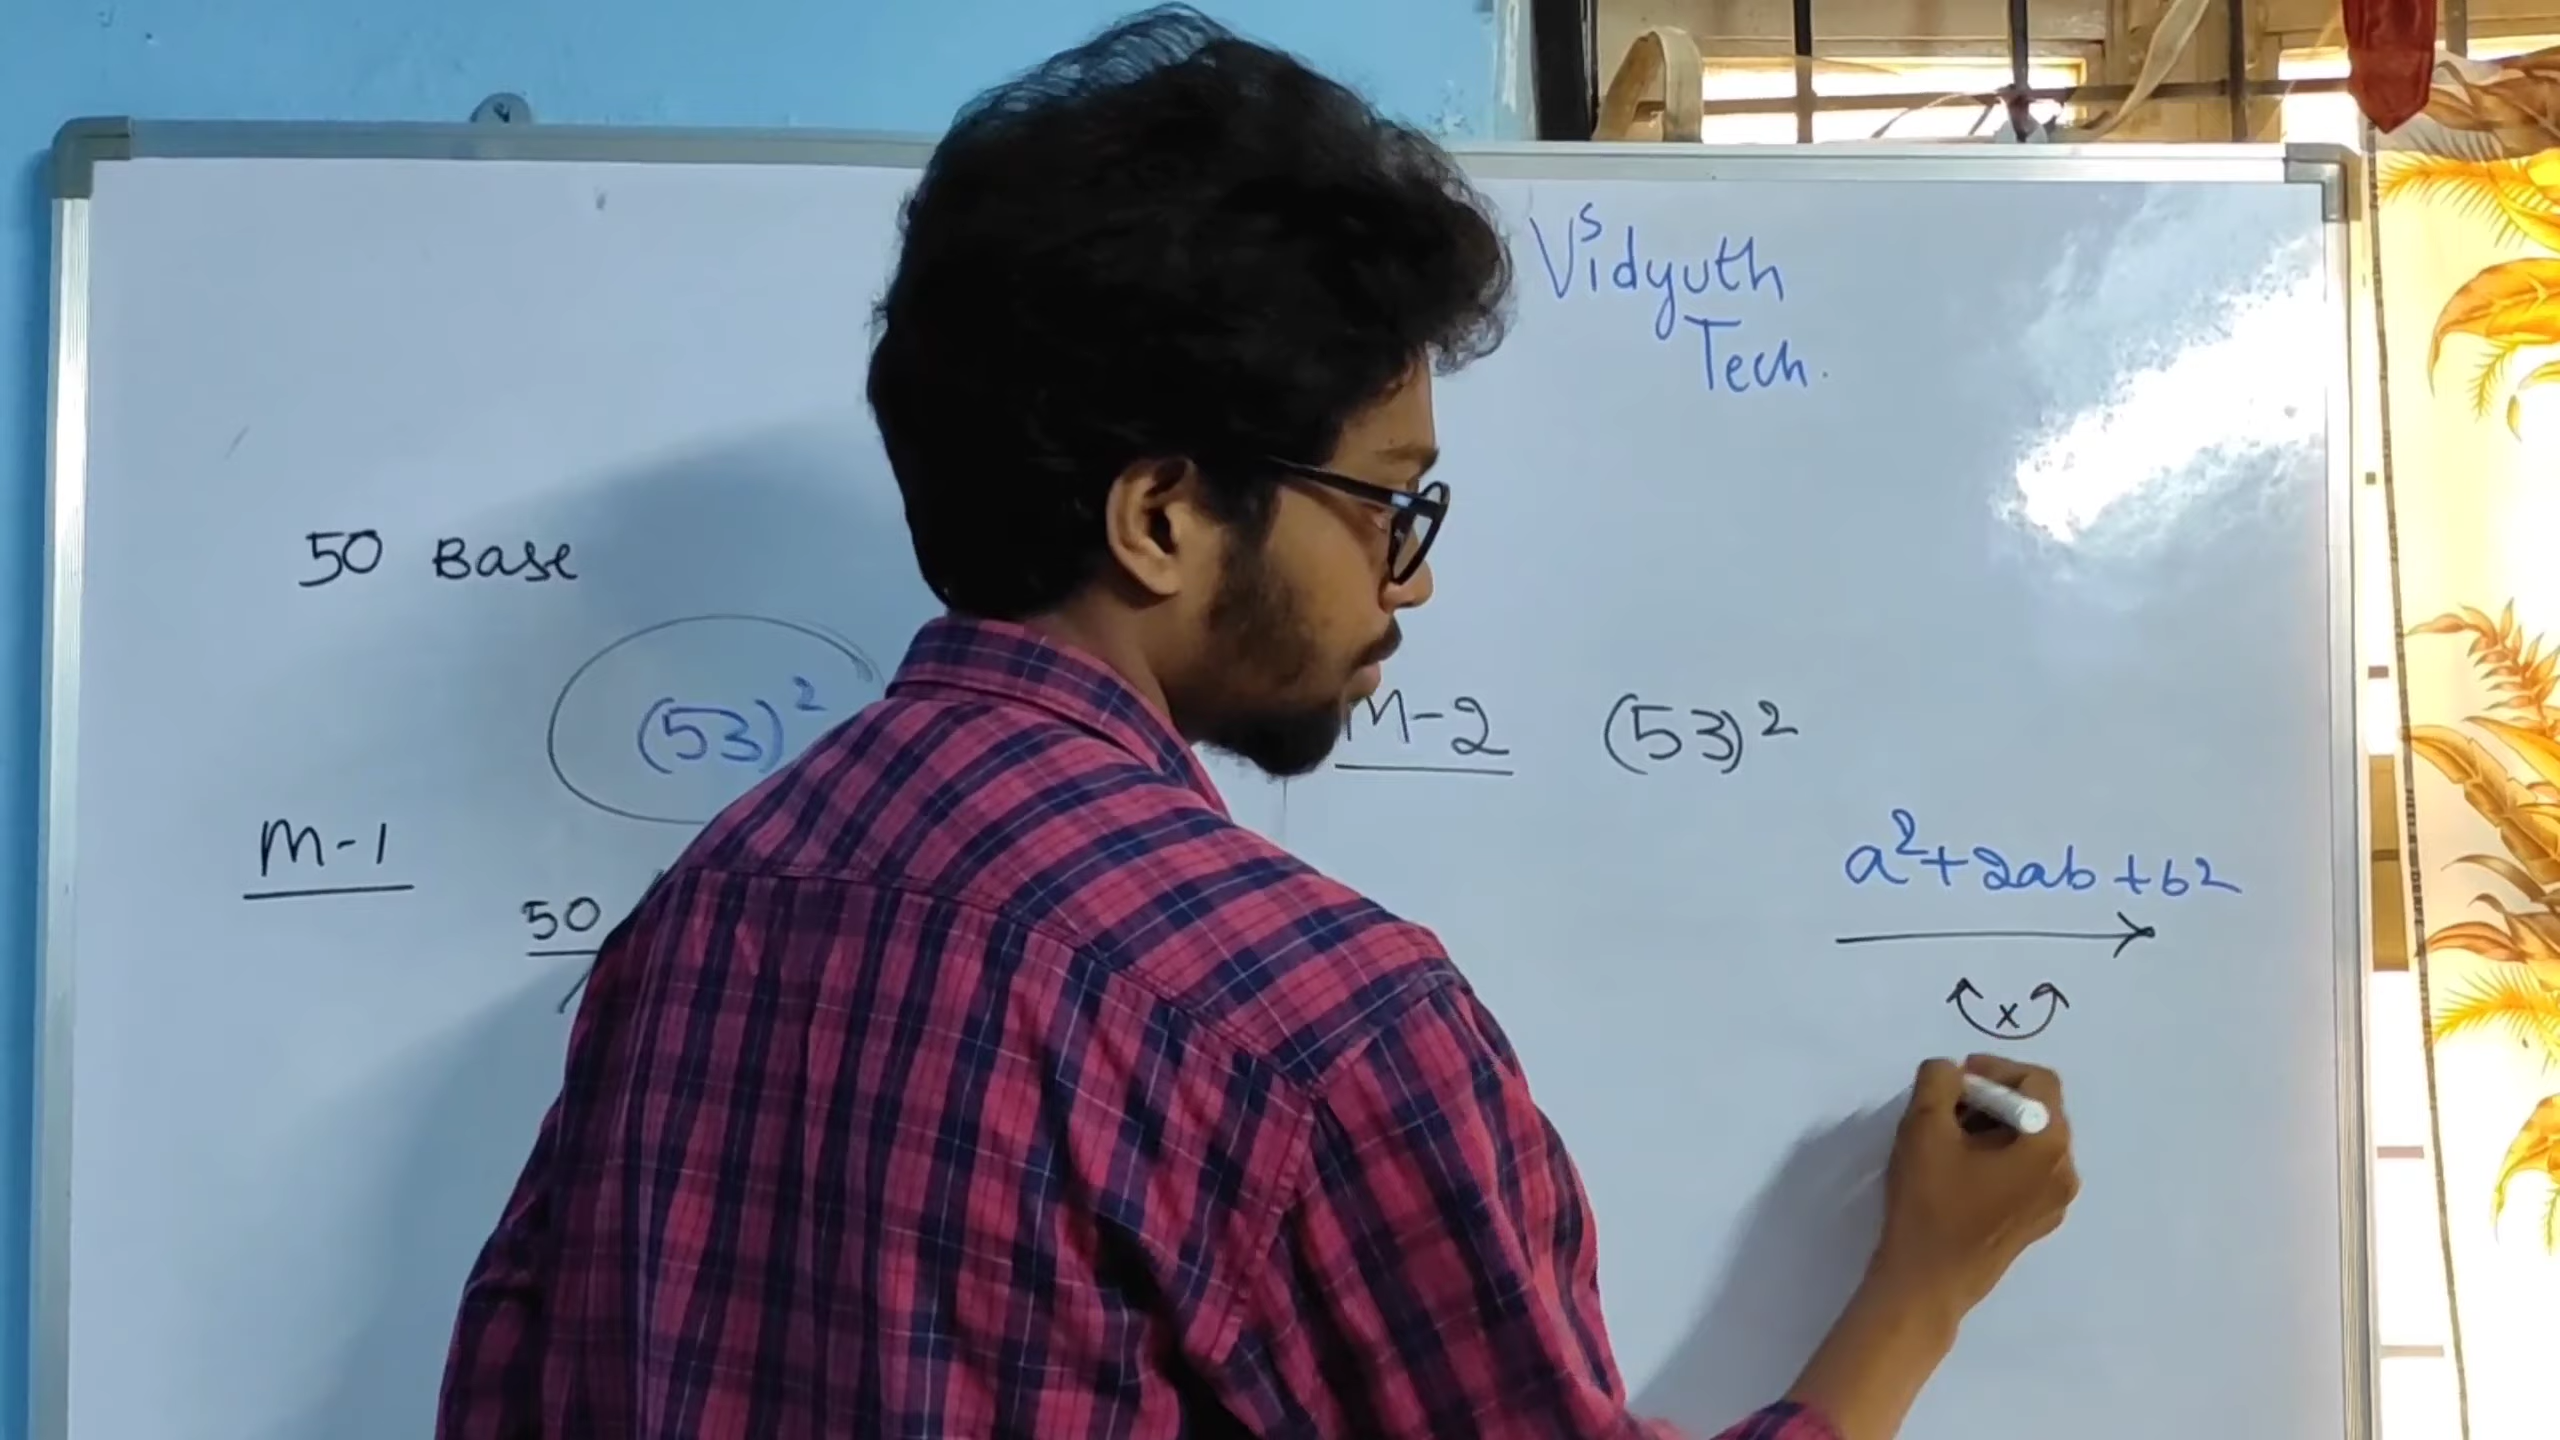 Vidyuth
Tech.
50 Base
(53)²
M-1
50
M-2 (53)²
a²+2ab+b²
x